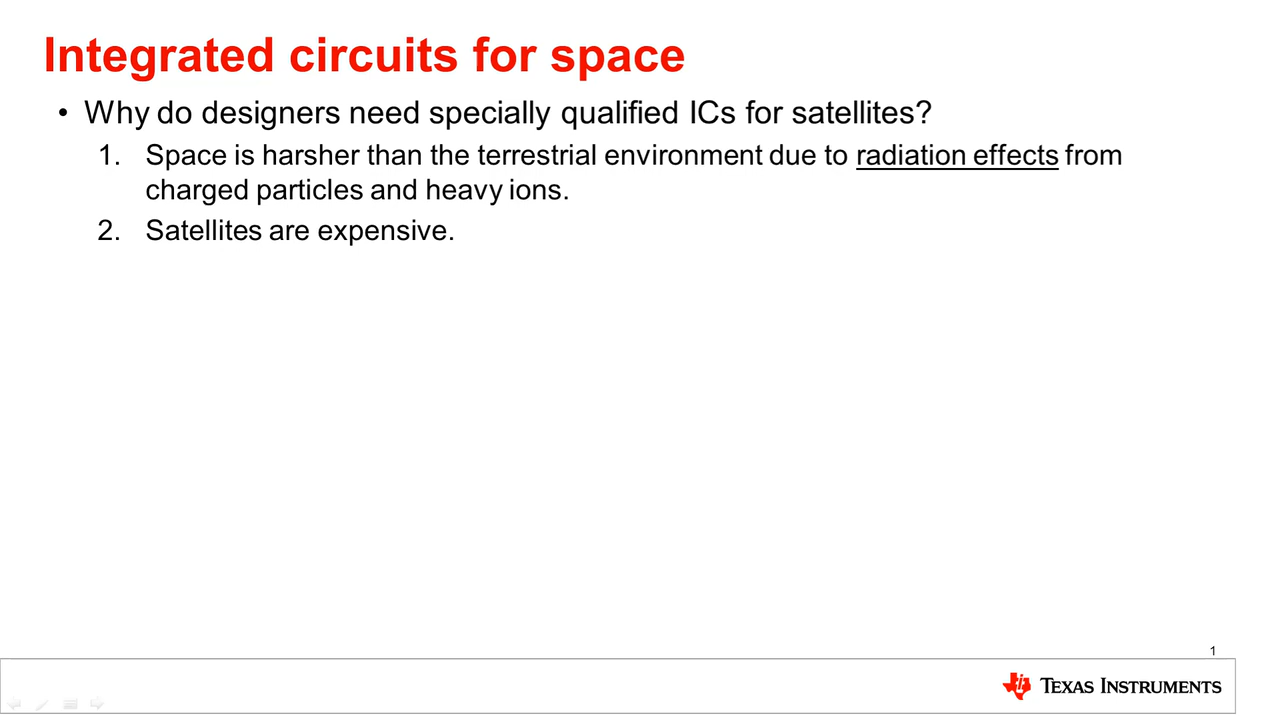 Integrated circuits for space
• Why do designers need specially qualified ICs for satellites?
1. Space is harsher than the terrestrial environment due to radiation effects from
charged particles and heavy ions.
2. Satellites are expensive.
1
TEXAS INSTRUMENTS